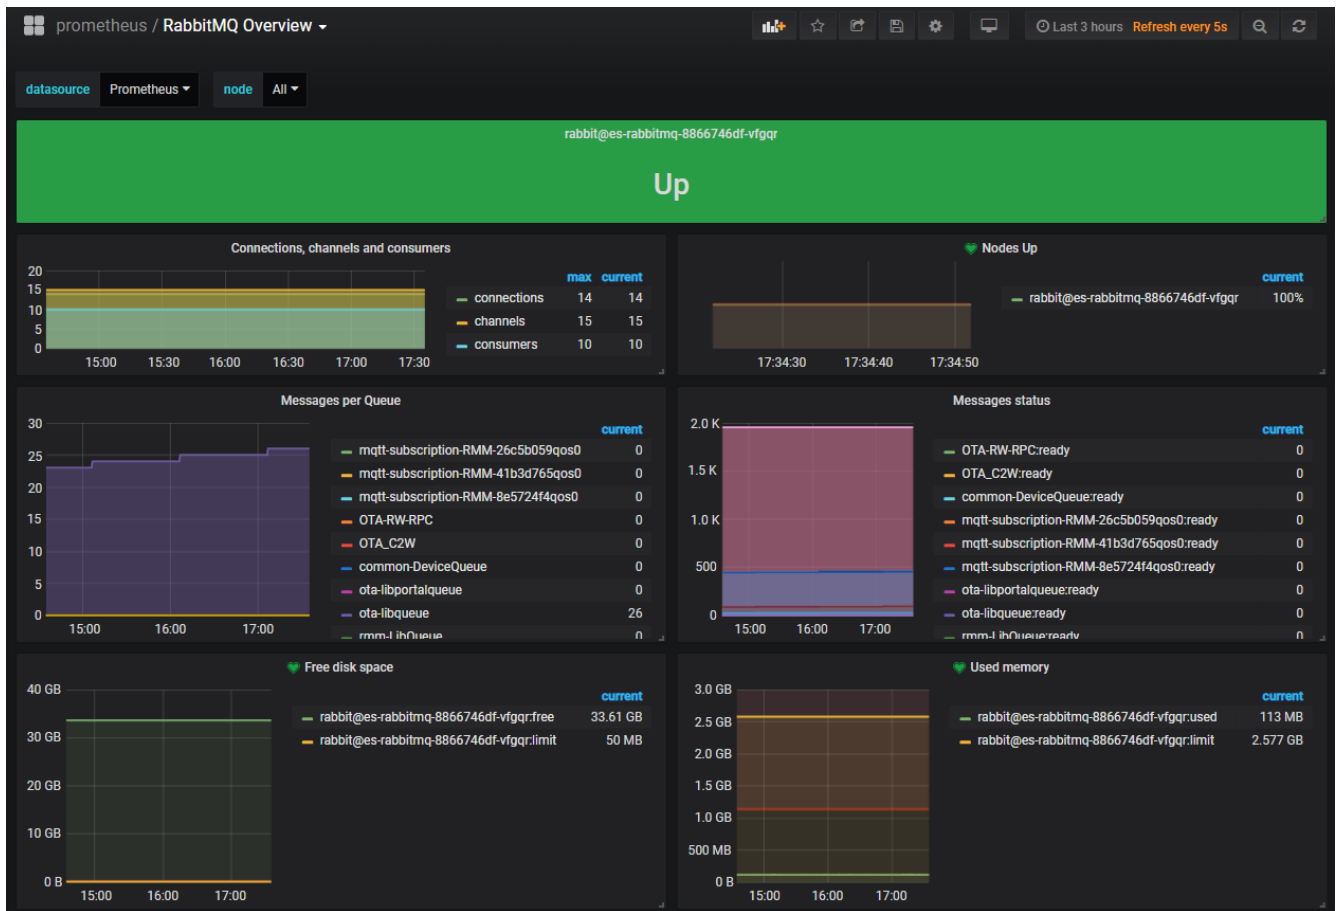 prometheus / RabbitMQ Overview
Last 3 hours Refresh every 5s
datasource Prometheus node All
rabbit@es-rabbitmq-8866746df-vfgqr
Up
Connections, channels and consumers
20
15
10
5
0
15:00 15:30 16:00 16:30 17:00 17:30
max current
connections 14 14
channels 15 15
consumers 10 10
Nodes Up
17:34:30 17:34:40 17:34:50
current
rabbit@es-rabbitmq-8866746df-vfgqr 100%
Messages per Queue
30
25
20
15
10
5
0
15:00 16:00 17:00
current
mqtt-subscription-RMM-26c5b059qos0 0
mqtt-subscription-RMM-41b3d765qos0 0
mqtt-subscription-RMM-8e5724f4qos0 0
OTA-RW-RPC 0
OTA_C2W 0
common-DeviceQueue 0
ota-libportalqueue 0
ota-libqueue 26
rmm-LibQueue 0
Messages status
2.0 K
1.5 K
1.0 K
500
0
15:00 16:00 17:00
current
OTA-RW-RPC:ready 0
OTA_C2W:ready 0
common-DeviceQueue:ready 0
mqtt-subscription-RMM-26c5b059qos0:ready 0
mqtt-subscription-RMM-41b3d765qos0:ready 0
mqtt-subscription-RMM-8e5724f4qos0:ready 0
ota-libportalqueue:ready 0
ota-libqueue:ready 0
rmm-LibQueue:ready 0
Free disk space
40 GB
30 GB
20 GB
10 GB
0 B
15:00 16:00 17:00
current
rabbit@es-rabbitmq-8866746df-vfgqr:free 33.61 GB
rabbit@es-rabbitmq-8866746df-vfgqr:limit 50 MB
Used memory
3.0 GB
2.5 GB
2.0 GB
1.5 GB
1.0 GB
500 MB
0 B
15:00 16:00 17:00
current
rabbit@es-rabbitmq-8866746df-vfgqr:used 113 MB
rabbit@es-rabbitmq-8866746df-vfgqr:limit 2.577 GB